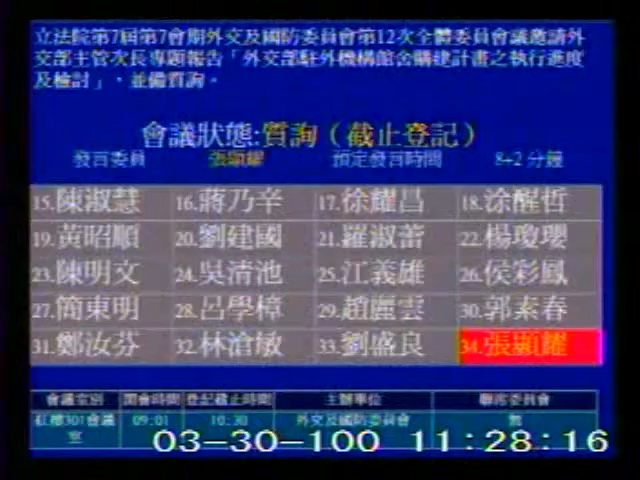 立法院第7屆第7會期外交及國防委員會第12次全體委員會議邀請外
交部主管次長專題報告「外交部駐外機構館舍購建計畫之執行進度
及檢討」，並備質詢。
會議狀態:質詢（截止登記）
發言委員 張顯耀 預定發言時間 8+2 分鐘
15.陳淑慧 16.蔣乃辛 17.徐耀昌 18.涂醒哲
19.黃昭順 20.劉建國 21.羅淑蕾 22.楊瓊瓔
23.陳明文 24.吳清池 25.江義雄 26.侯彩鳳
27.簡東明 28.呂學樟 29.趙麗雲 30.郭素春
31.鄭汝芬 32.林滄敏 33.劉盛良 34.張顯耀
會議室別 開會時間 登記截止時間 主辦單位 聯席委員會
紅樓301會議
室 09:01 10:30 外交及國防委員會 無
03-30-100 11:28:16